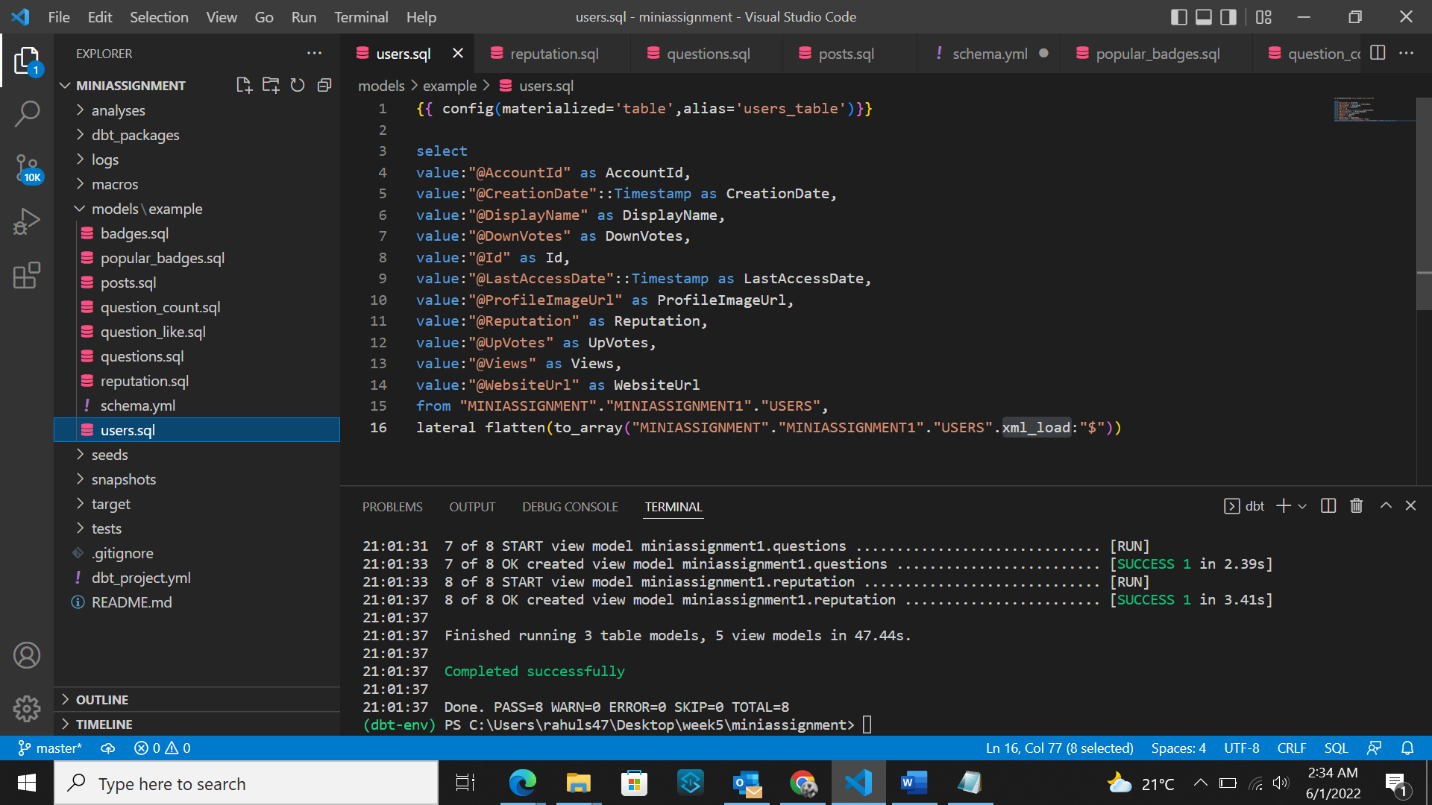 File Edit Selection View Go Run Terminal Help users.sql - miniassignment - Visual Studio Code
EXPLORER
MINIASSIGNMENT
analyses
dbt_packages
logs
macros
models\example
badges.sql
popular_badges.sql
posts.sql
question_count.sql
question_like.sql
questions.sql
reputation.sql
schema.yml
users.sql
seeds
snapshots
target
tests
.gitignore
dbt_project.yml
README.md
OUTLINE
TIMELINE
1
10K
users.sql reputation.sql questions.sql posts.sql schema.yml popular_badges.sql question_cc
models > example > users.sql
1 {{ config(materialized='table',alias='users_table')}}
2
3 select
4 value:"@AccountId" as AccountId,
5 value:"@CreationDate"::Timestamp as CreationDate,
6 value:"@DisplayName" as DisplayName,
7 value:"@DownVotes" as DownVotes,
8 value:"@Id" as Id,
9 value:"@LastAccessDate"::Timestamp as LastAccessDate,
10 value:"@ProfileImageUrl" as ProfileImageUrl,
11 value:"@Reputation" as Reputation,
12 value:"@UpVotes" as UpVotes,
13 value:"@Views" as Views,
14 value:"@WebsiteUrl" as WebsiteUrl
15 from "MINIASSIGNMENT"."MINIASSIGNMENT1"."USERS",
16 lateral flatten(to_array("MINIASSIGNMENT"."MINIASSIGNMENT1"."USERS".xml_load:"$"))
PROBLEMS OUTPUT DEBUG CONSOLE TERMINAL dbt
21:01:31 7 of 8 START view model miniassignment1.questions ............................. [RUN]
21:01:33 7 of 8 OK created view model miniassignment1.questions ......................... [SUCCESS 1 in 2.39s]
21:01:33 8 of 8 START view model miniassignment1.reputation ............................ [RUN]
21:01:37 8 of 8 OK created view model miniassignment1.reputation ........................ [SUCCESS 1 in 3.41s]
21:01:37
21:01:37 Finished running 3 table models, 5 view models in 47.44s.
21:01:37
21:01:37 Completed successfully
21:01:37
21:01:37 Done. PASS=8 WARN=0 ERROR=0 SKIP=0 TOTAL=8
(dbt-env) PS C:\Users\rahuls47\Desktop\week5\miniassignment>
master* 0 0 Ln 16, Col 77 (8 selected) Spaces: 4 UTF-8 CRLF SQL
Type here to search
21°C
2:34 AM
6/1/2022
1